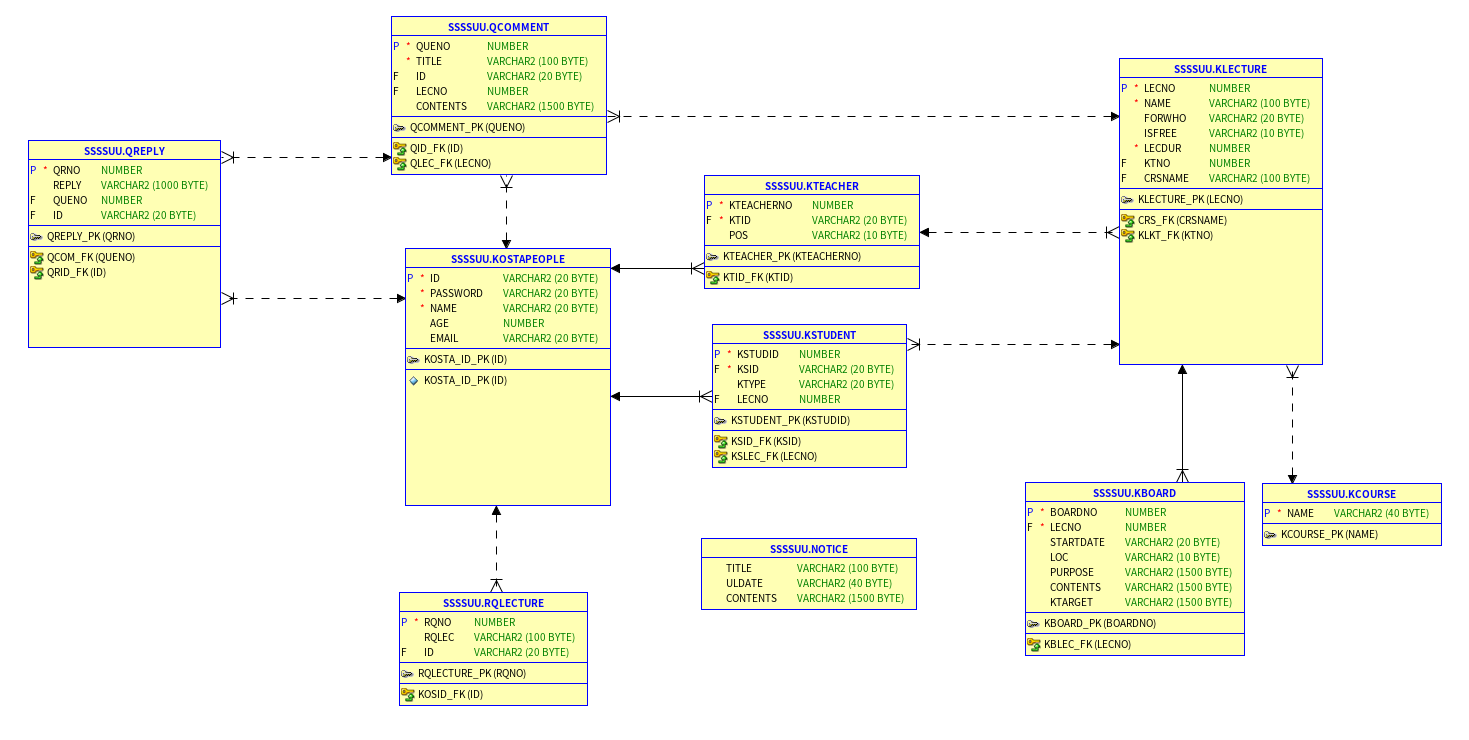 SSSSUU.QCOMMENT
P * QUENO NUMBER
* TITLE VARCHAR2 (100 BYTE)
F ID VARCHAR2 (20 BYTE)
F LECNO NUMBER
CONTENTS VARCHAR2 (1500 BYTE)
QCOMMENT_PK (QUENO)
QID_FK (ID)
QLEC_FK (LECNO)
SSSSUU.KLECTURE
P * LECNO NUMBER
* NAME VARCHAR2 (100 BYTE)
FORWHO VARCHAR2 (20 BYTE)
ISFREE VARCHAR2 (10 BYTE)
* LECDUR NUMBER
F KTNO NUMBER
F CRSNAME VARCHAR2 (100 BYTE)
KLECTURE_PK (LECNO)
CRS_FK (CRSNAME)
KLKT_FK (KTNO)
SSSSUU.QREPLY
P * QRNO NUMBER
REPLY VARCHAR2 (1000 BYTE)
F QUENO NUMBER
F ID VARCHAR2 (20 BYTE)
QREPLY_PK (QRNO)
QCOM_FK (QUENO)
QRID_FK (ID)
SSSSUU.KTEACHER
P * KTEACHERNO NUMBER
F * KTID VARCHAR2 (20 BYTE)
POS VARCHAR2 (10 BYTE)
KTEACHER_PK (KTEACHERNO)
KTID_FK (KTID)
SSSSUU.KOSTAPEOPLE
P * ID VARCHAR2 (20 BYTE)
* PASSWORD VARCHAR2 (20 BYTE)
* NAME VARCHAR2 (20 BYTE)
AGE NUMBER
EMAIL VARCHAR2 (20 BYTE)
KOSTA_ID_PK (ID)
KOSTA_ID_PK (ID)
SSSSUU.KSTUDENT
P * KSTUDID NUMBER
F * KSID VARCHAR2 (20 BYTE)
KTYPE VARCHAR2 (20 BYTE)
F LECNO NUMBER
KSTUDENT_PK (KSTUDID)
KSID_FK (KSID)
KSLEC_FK (LECNO)
SSSSUU.KBOARD
P * BOARDNO NUMBER
F * LECNO NUMBER
STARTDATE VARCHAR2 (20 BYTE)
LOC VARCHAR2 (10 BYTE)
PURPOSE VARCHAR2 (1500 BYTE)
CONTENTS VARCHAR2 (1500 BYTE)
KTARGET VARCHAR2 (1500 BYTE)
KBOARD_PK (BOARDNO)
KBLEC_FK (LECNO)
SSSSUU.KCOURSE
P * NAME VARCHAR2 (40 BYTE)
KCOURSE_PK (NAME)
SSSSUU.NOTICE
TITLE VARCHAR2 (100 BYTE)
ULDATE VARCHAR2 (40 BYTE)
CONTENTS VARCHAR2 (1500 BYTE)
SSSSUU.RQLECTURE
P * RQNO NUMBER
RQLEC VARCHAR2 (100 BYTE)
F ID VARCHAR2 (20 BYTE)
RQLECTURE_PK (RQNO)
KOSID_FK (ID)